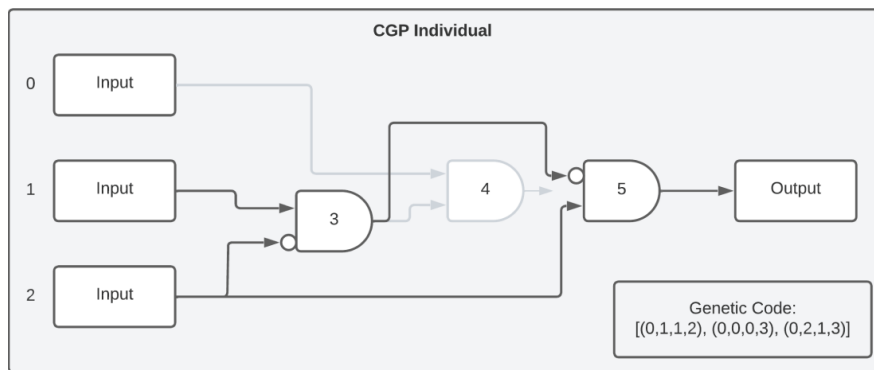 CGP Individual
0
Input
1
Input
2
Input
3
4
5
Output
Genetic Code:
[(0,1,1,2), (0,0,0,3), (0,2,1,3)]